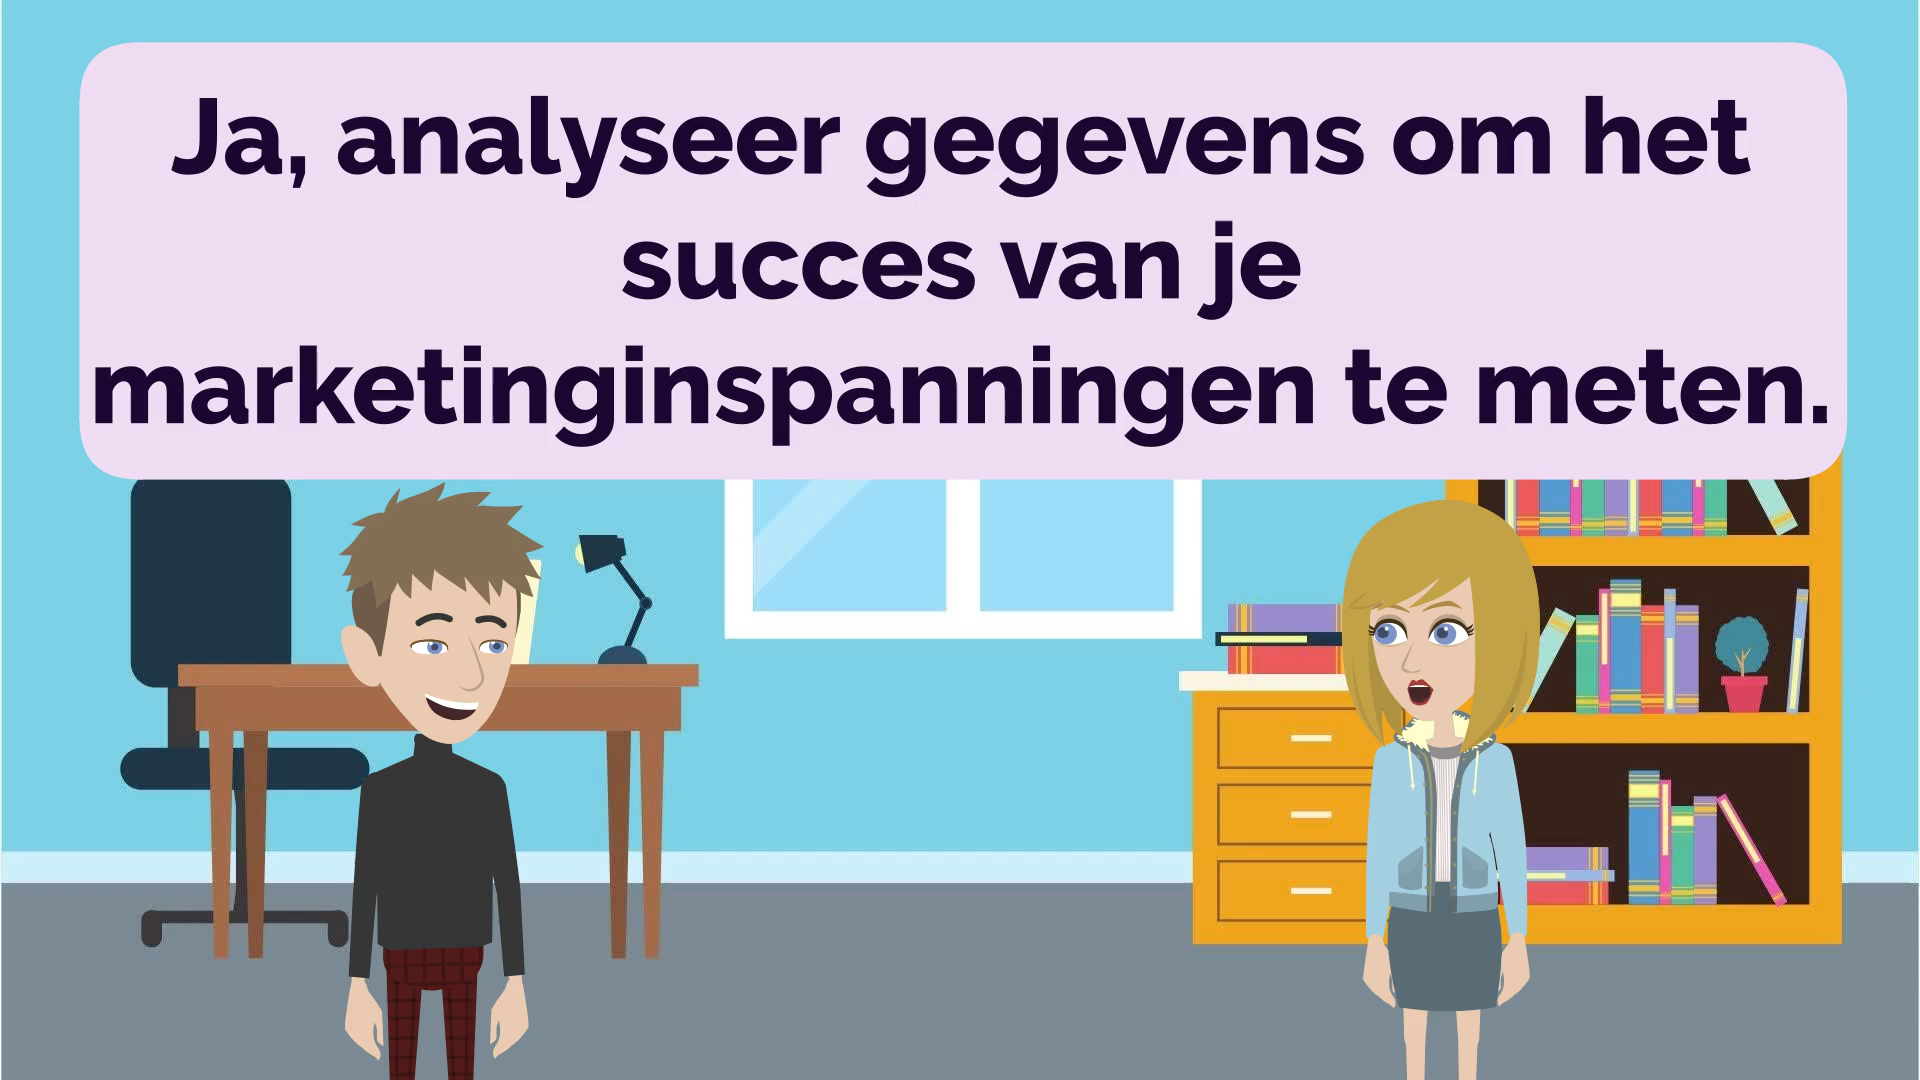 Ja, analyseer gegevens om het
succes van je
marketinginspanningen te meten.